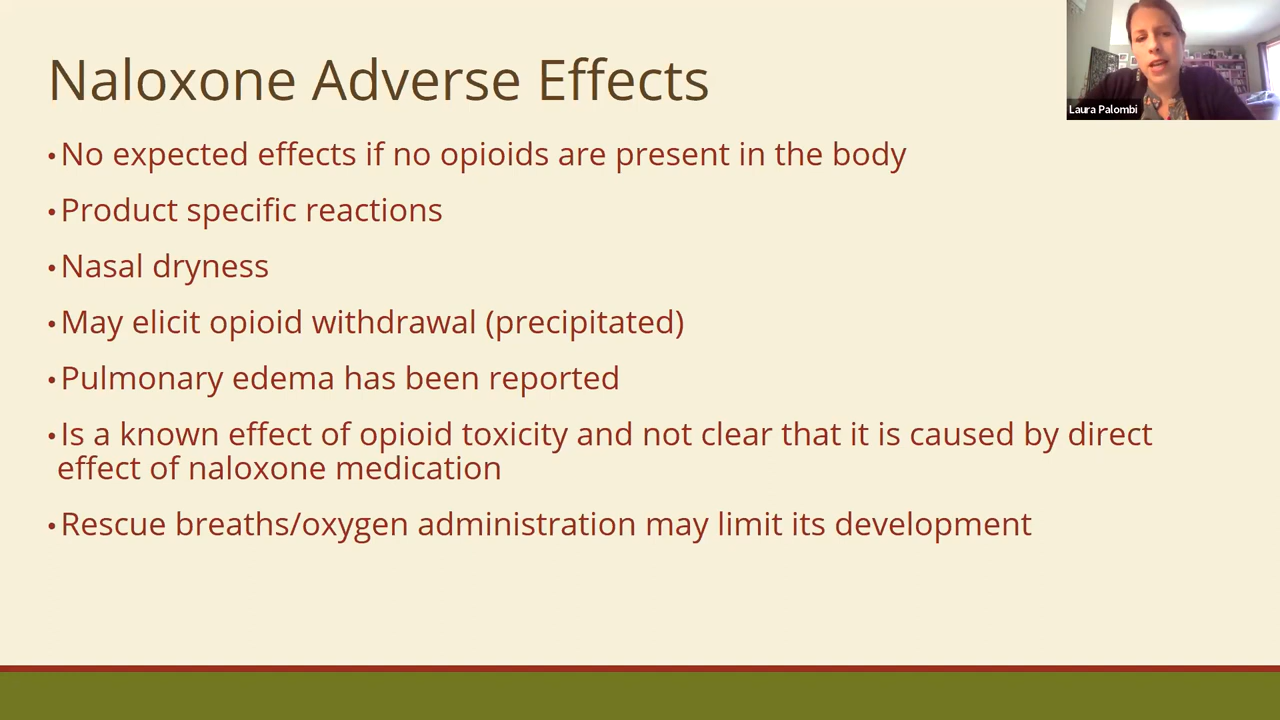 Naloxone Adverse Effects
Laura Palombi
•No expected effects if no opioids are present in the body
•Product specific reactions
•Nasal dryness
•May elicit opioid withdrawal (precipitated)
•Pulmonary edema has been reported
•Is a known effect of opioid toxicity and not clear that it is caused by direct
effect of naloxone medication
•Rescue breaths/oxygen administration may limit its development